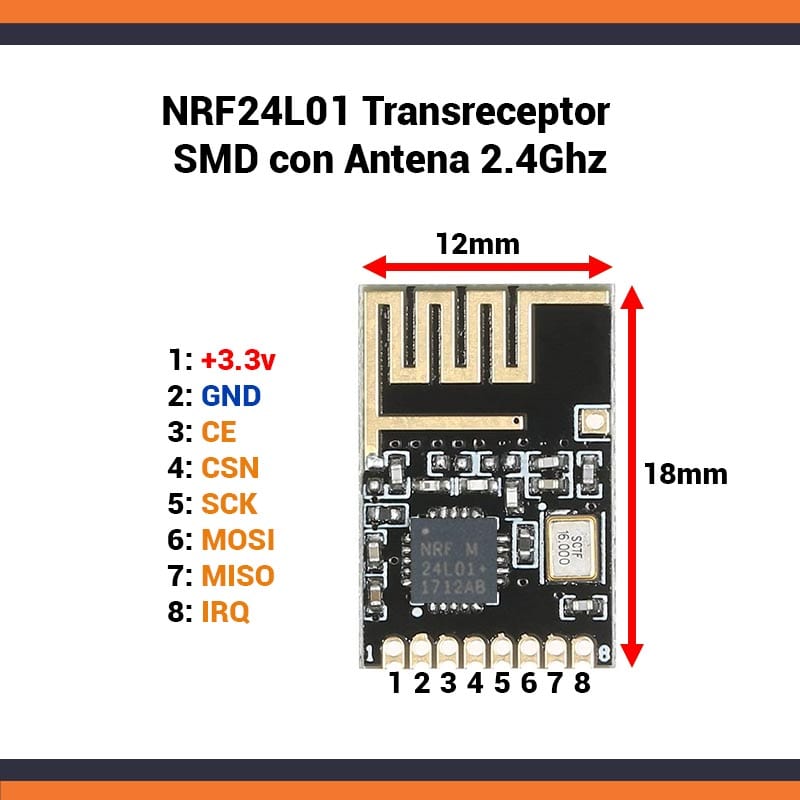 NRF24L01 Transreceptor
SMD con Antena 2.4Ghz
12mm
1: +3.3v
2: GND
3: CE
4: CSN
5: SCK
6: MOSI
7: MISO
8: IRQ
18mm
NRF M
24L01+
1712AB
SCTF
16.000
1 8
1 2 3 4 5 6 7 8